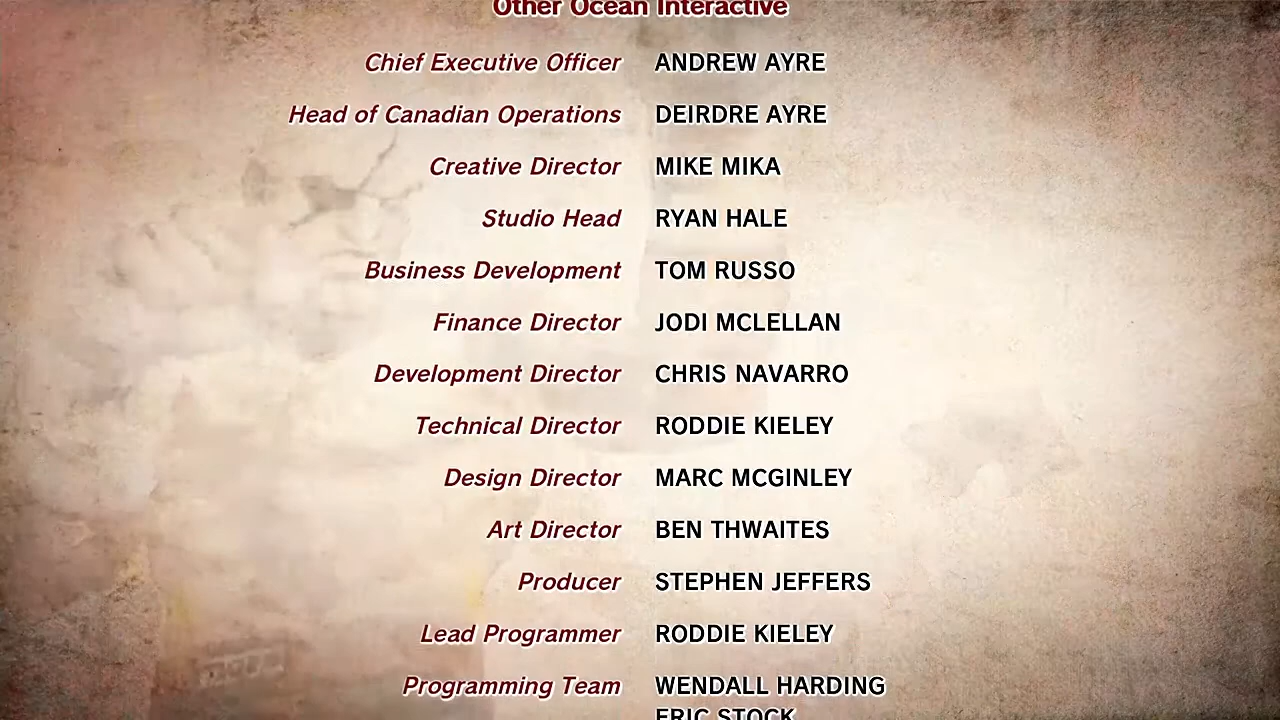 Other Ocean Interactive
Chief Executive Officer ANDREW AYRE
Head of Canadian Operations DEIRDRE AYRE
Creative Director MIKE MIKA
Studio Head RYAN HALE
Business Development TOM RUSSO
Finance Director JODI MCLELLAN
Development Director CHRIS NAVARRO
Technical Director RODDIE KIELEY
Design Director MARC MCGINLEY
Art Director BEN THWAITES
Producer STEPHEN JEFFERS
Lead Programmer RODDIE KIELEY
Programming Team WENDALL HARDING
ERIC STOCK